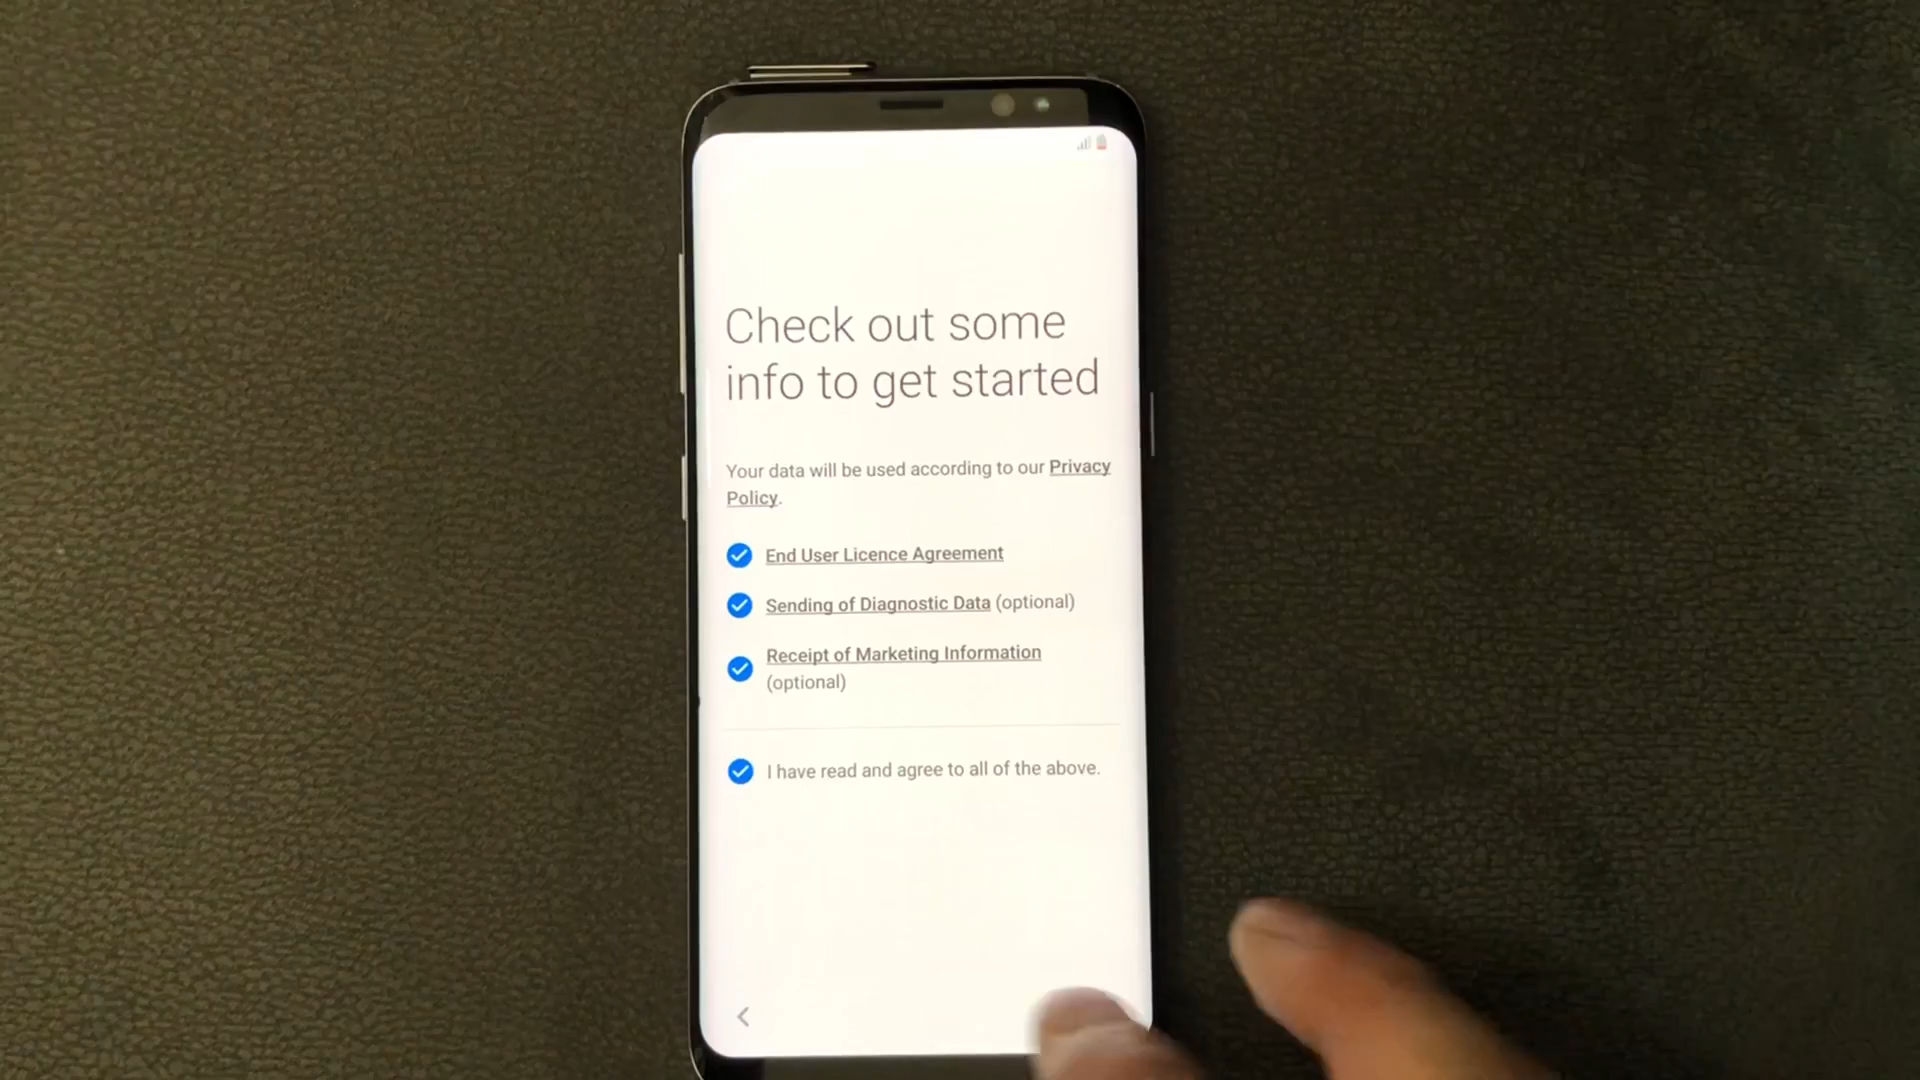 Check out some
info to get started
Your data will be used according to our Privacy
Policy.
End User Licence Agreement
Sending of Diagnostic Data (optional)
Receipt of Marketing Information
(optional)
I have read and agree to all of the above.